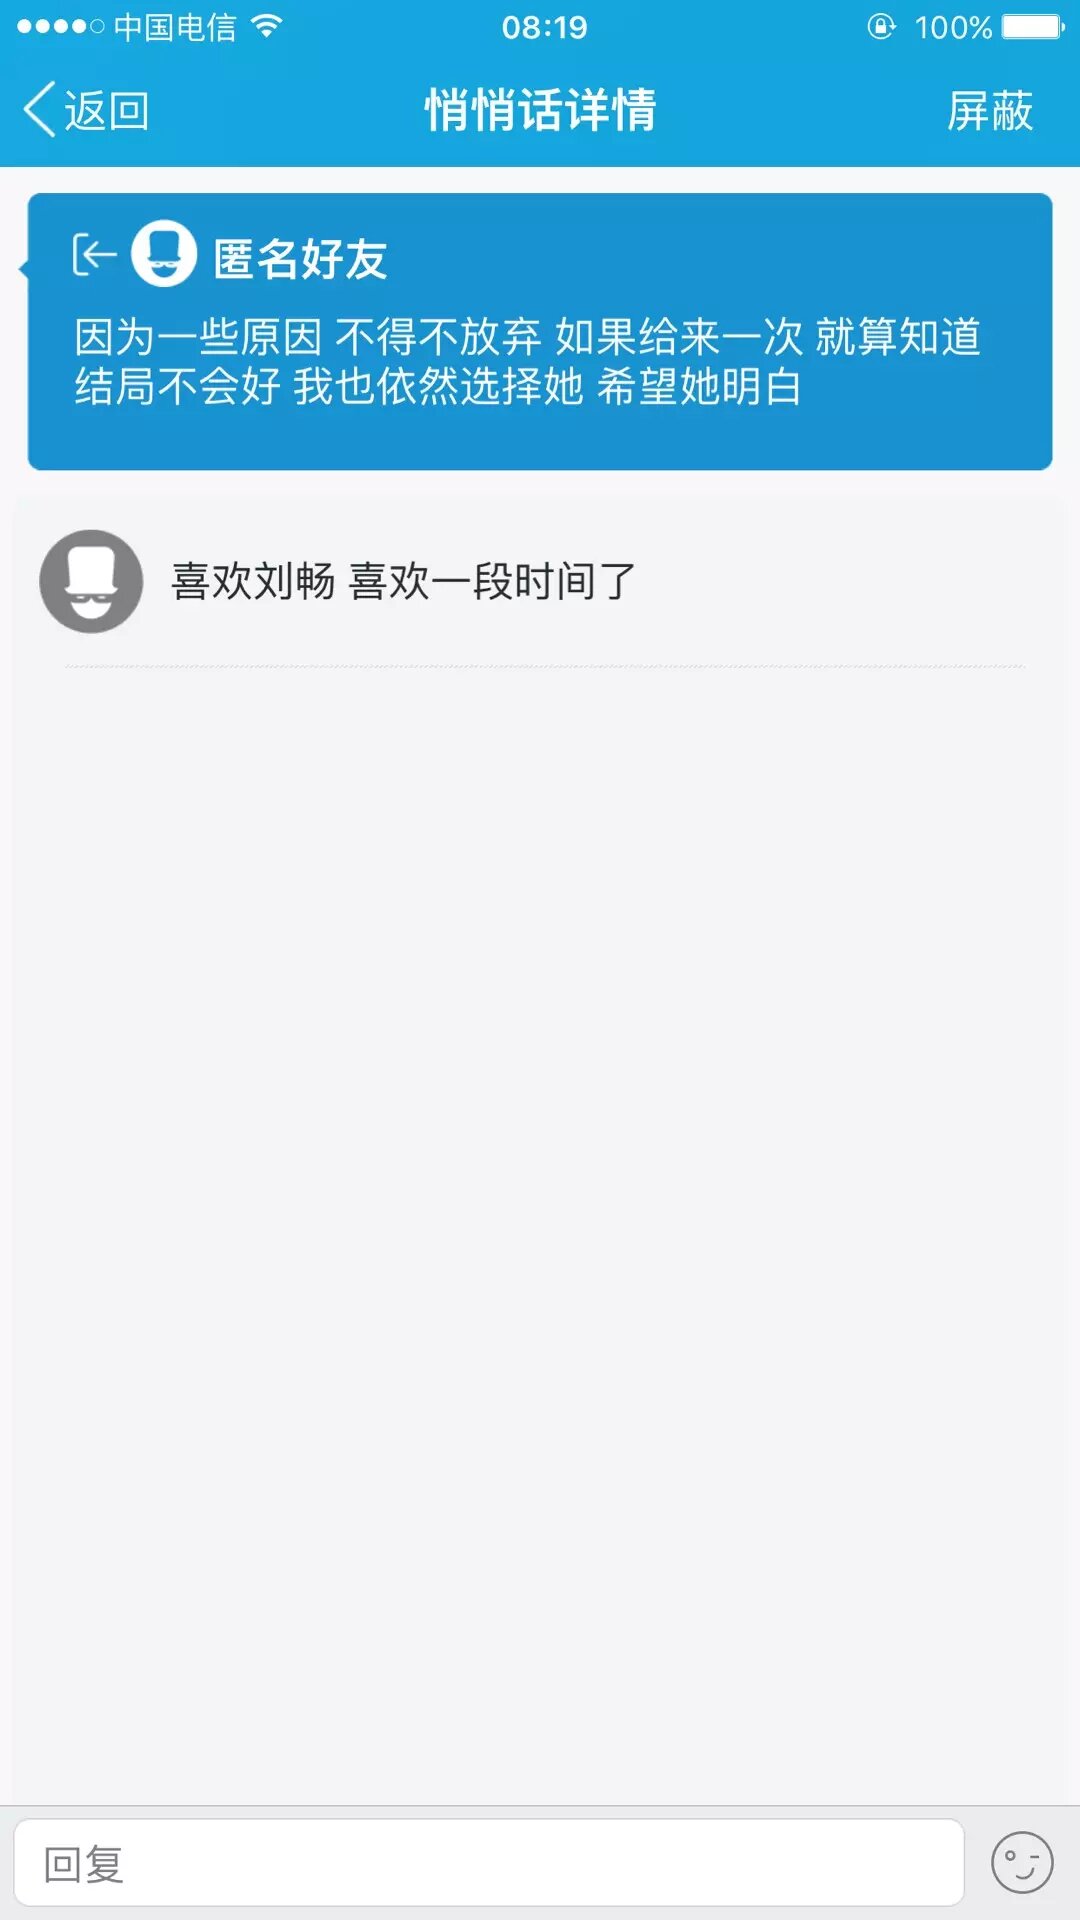 中国电信 08:19 100%
返回 悄悄话详情 屏蔽
匿名好友
因为一些原因 不得不放弃 如果给来一次 就算知道
结局不会好 我也依然选择她 希望她明白
喜欢刘畅 喜欢一段时间了
回复